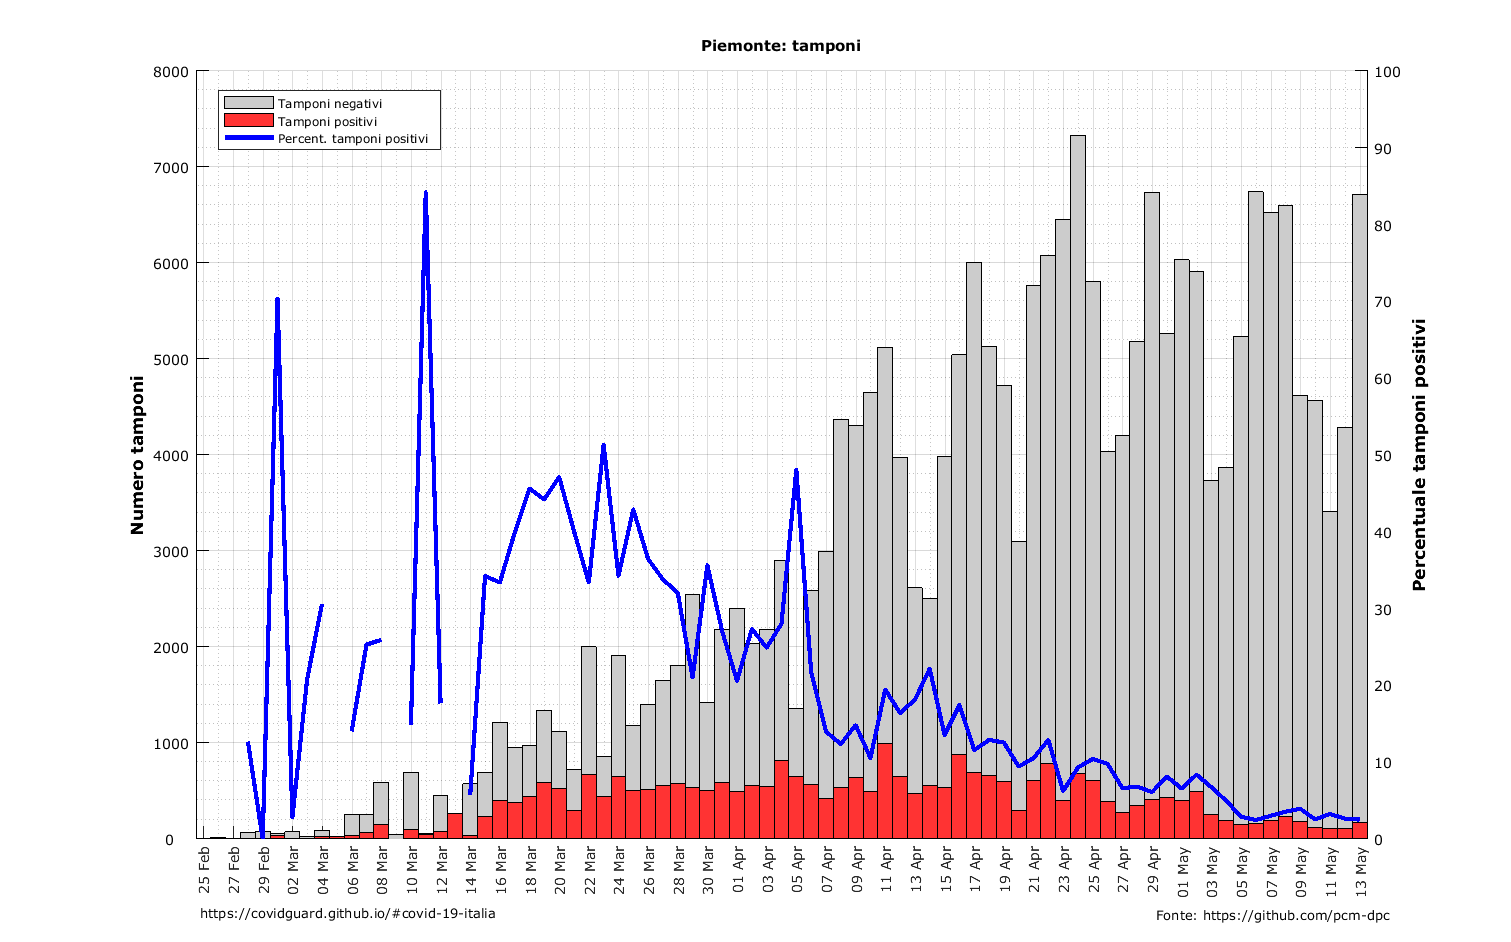 Piemonte: tamponi
Tamponi negativi
Tamponi positivi
Percent. tamponi positivi
Numero tamponi
8000
7000
6000
5000
4000
3000
2000
1000
0
Percentuale tamponi positivi
100
90
80
70
60
50
40
30
20
10
0
25 Feb
27 Feb
29 Feb
02 Mar
04 Mar
06 Mar
08 Mar
10 Mar
12 Mar
14 Mar
16 Mar
18 Mar
20 Mar
22 Mar
24 Mar
26 Mar
28 Mar
30 Mar
01 Apr
03 Apr
05 Apr
07 Apr
09 Apr
11 Apr
13 Apr
15 Apr
17 Apr
19 Apr
21 Apr
23 Apr
25 Apr
27 Apr
29 Apr
01 May
03 May
05 May
07 May
09 May
11 May
13 May
https://covidguard.github.io/#covid-19-italia
Fonte: https://github.com/pcm-dpc